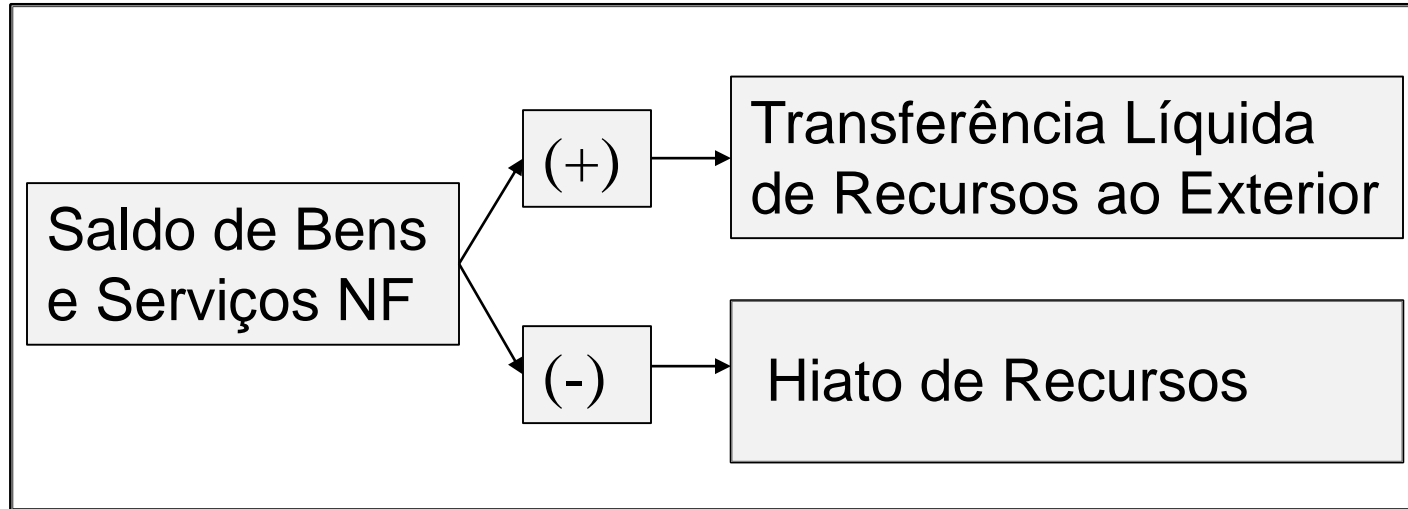 Saldo de Bens
e Serviços NF
(+)
Transferência Líquida
de Recursos ao Exterior
(-)
Hiato de Recursos